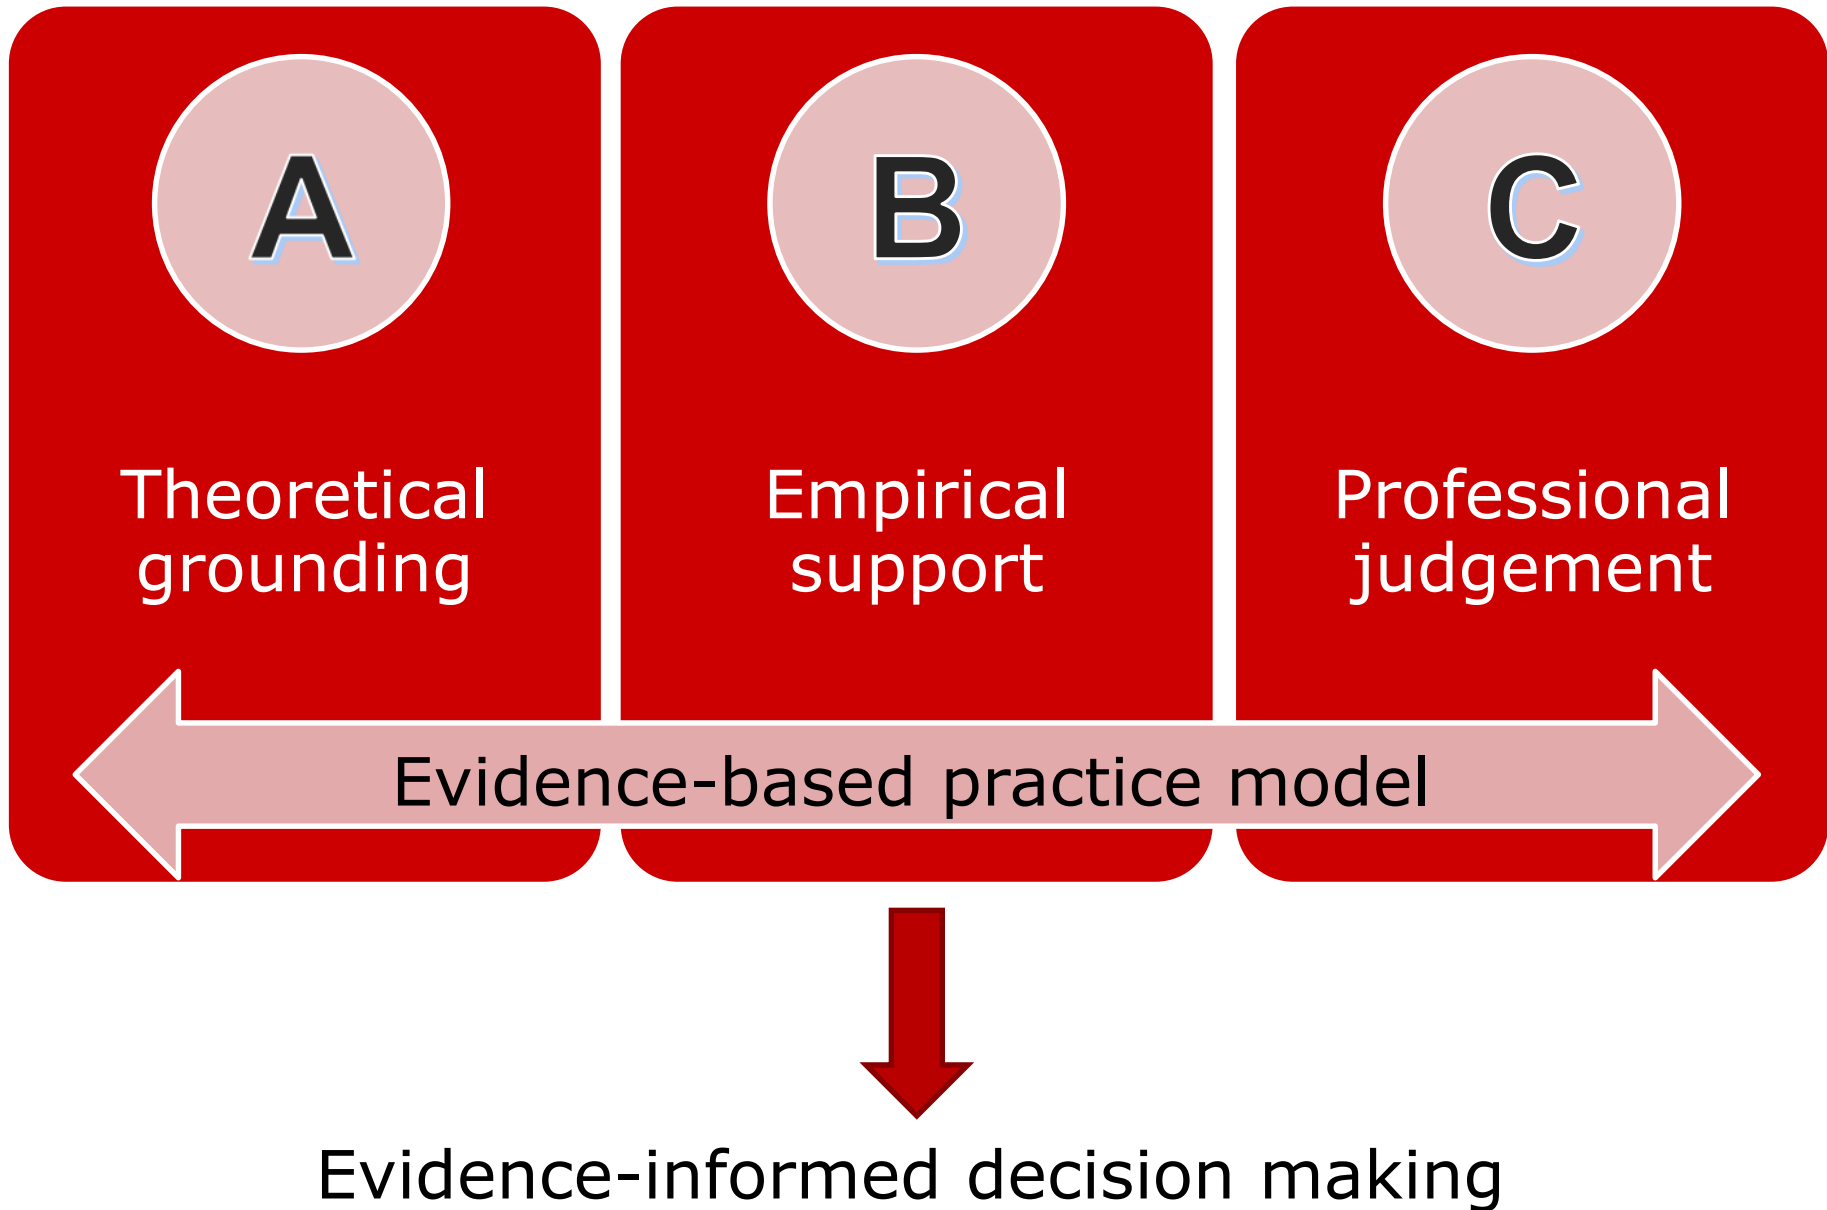 A
Theoretical
grounding
B
Empirical
support
C
Professional
judgement
Evidence-based practice model
Evidence-informed decision making